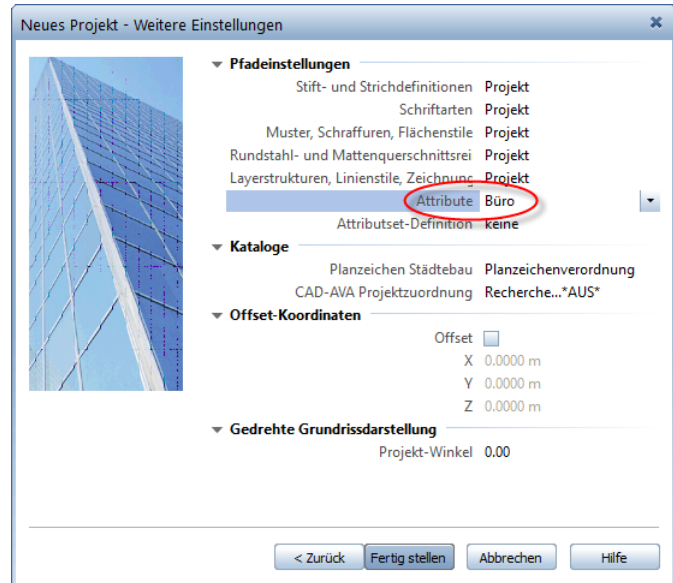 Neues Projekt - Weitere Einstellungen
Pfadeinstellungen
Stift- und Strichdefinitionen Projekt
Schriftarten Projekt
Muster, Schraffuren, Flächenstile Projekt
Rundstahl- und Mattenquerschnittsrei Projekt
Layerstrukturen, Linienstile, Zeichnung Projekt
Attribute Büro
Attributset-Definition keine
Kataloge
Planzeichen Städtebau Planzeichenverordnung
CAD-AVA Projektzuordnung Recherche...*AUS*
Offset-Koordinaten
Offset
X 0.0000 m
Y 0.0000 m
Z 0.0000 m
Gedrehte Grundrissdarstellung
Projekt-Winkel 0.00
< Zurück Fertig stellen Abbrechen Hilfe